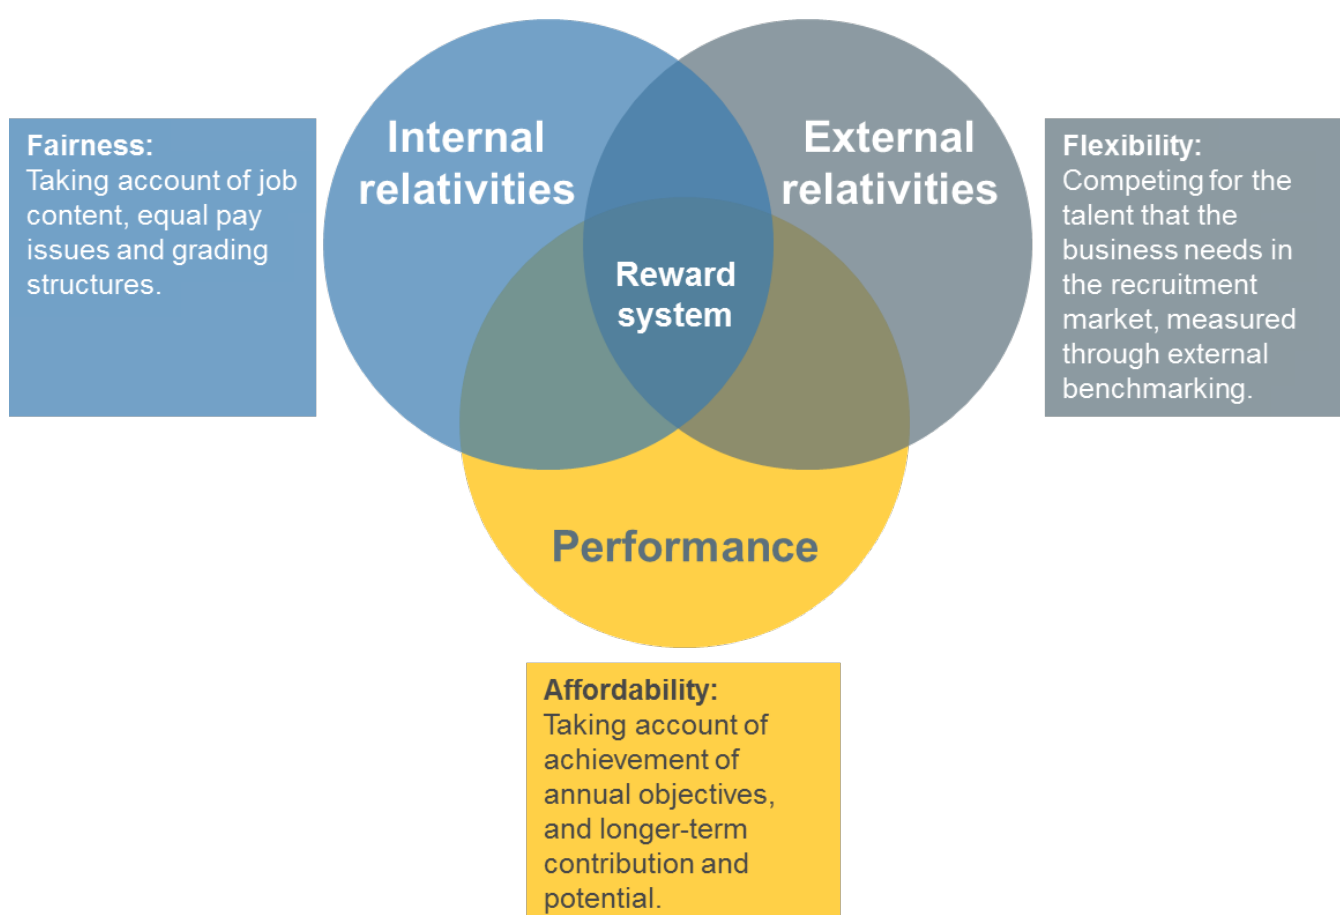 Internal
relativities
External
relativities
Fairness:
Taking account of job
content, equal pay
issues and grading
structures.
Flexibility:
Competing for the
talent that the
business needs in
the recruitment
market, measured
through external
benchmarking.
Reward
system
Performance
Affordability:
Taking account of
achievement of
annual objectives,
and longer-term
contribution and
potential.